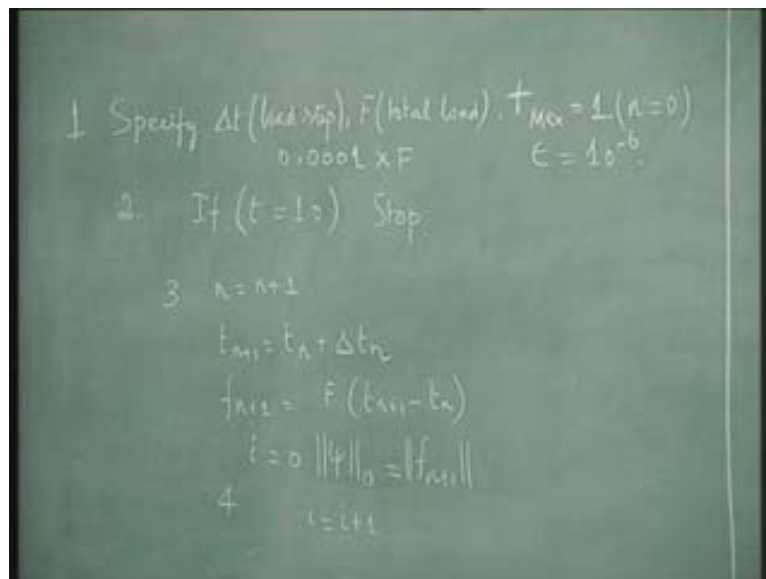 1 Specify Δt (load step), F (total load), t_Max = 1 (n=0)
0.0001 x F ε = 10^-6.
2. If (t = 1.0) Stop
3 n = n+1
t_n+1 = t_n + Δt_n
f_n+1 = F (t_n+1 - t_n)
i = 0 ||Ψ||_0 = ||f_n+1||
4 i = i+1